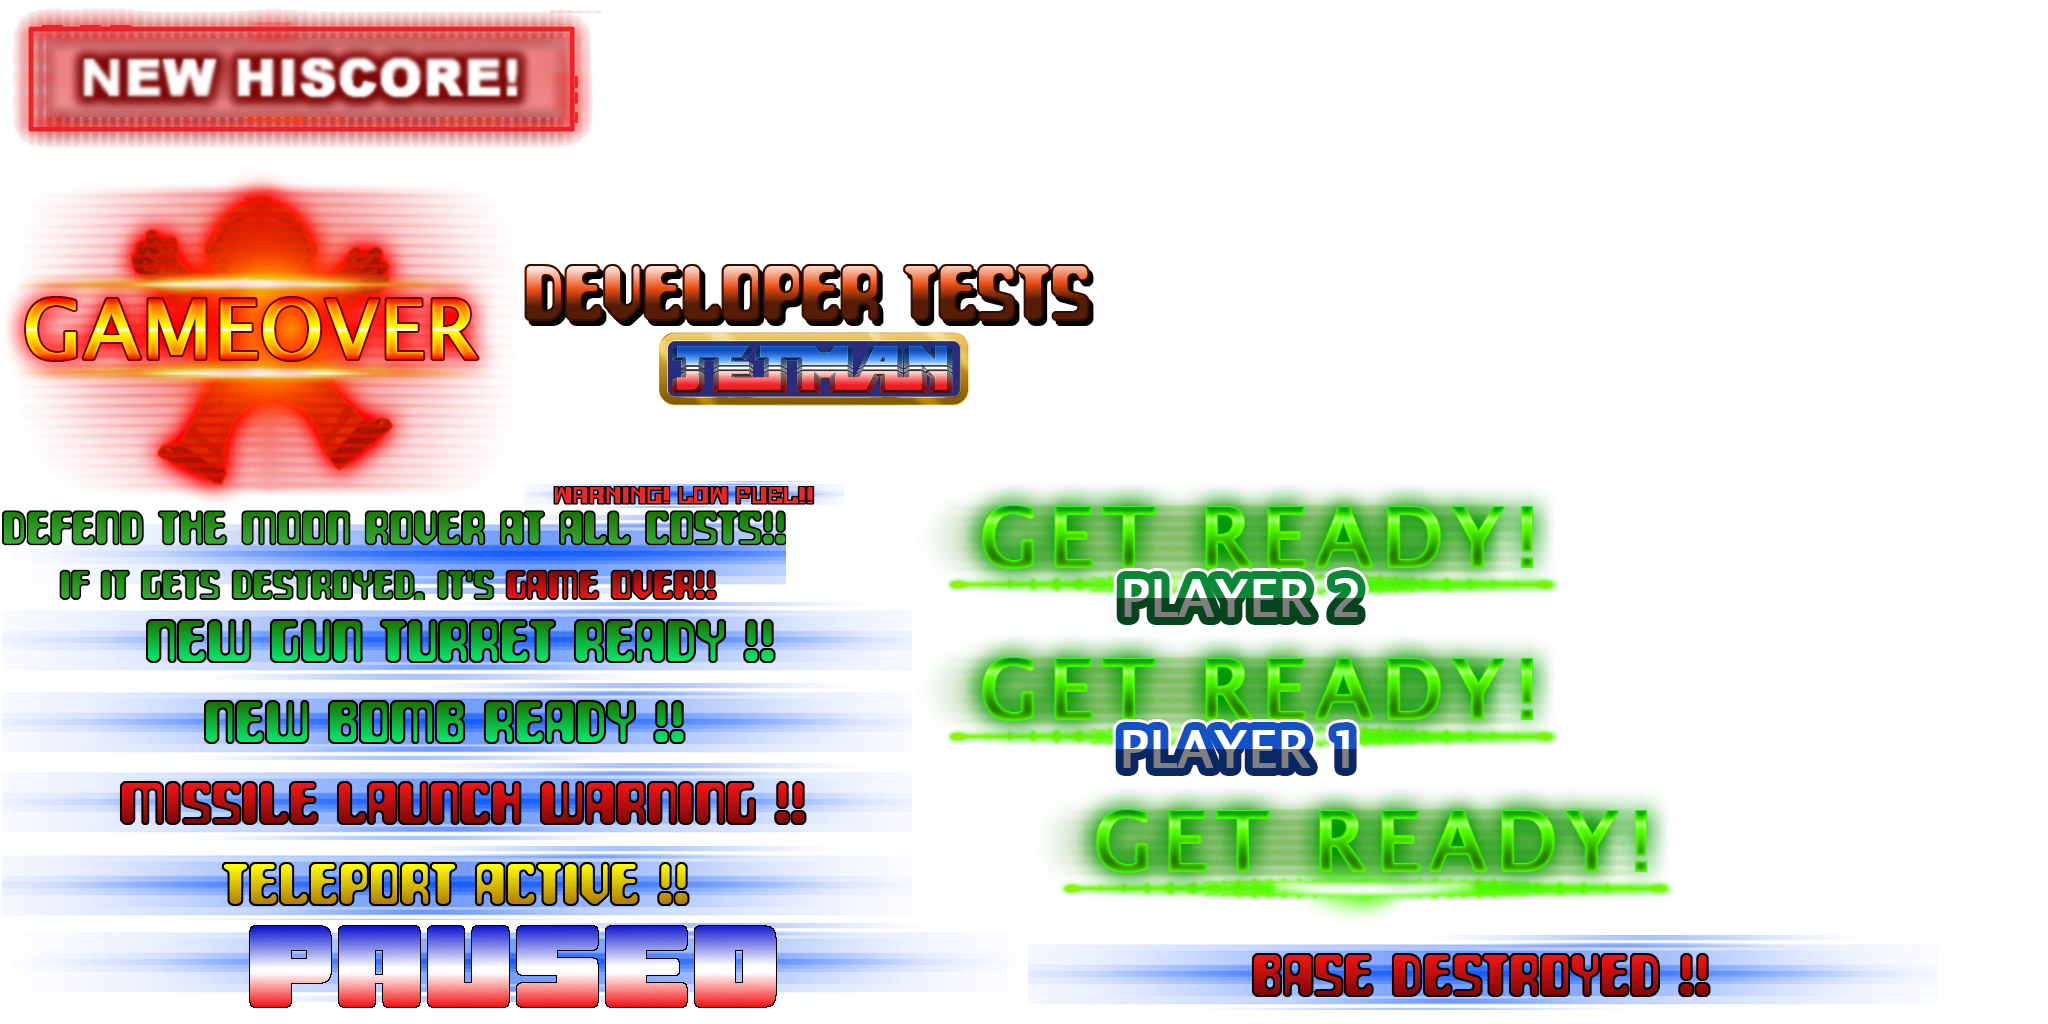 NEW HISCORE!
GAMEOVER
DEVELOPER TESTS
JETMAN
WARNING! LOW FUEL!!
DEFEND THE MOON ROVER AT ALL COSTS!!
IF IT GETS DESTROYED, IT'S GAME OVER!!
NEW GUN TURRET READY !!
NEW BOMB READY !!
MISSILE LAUNCH WARNING !!
TELEPORT ACTIVE !!
PAUSED
GET READY!
PLAYER 2
GET READY!
PLAYER 1
GET READY!
BASE DESTROYED !!